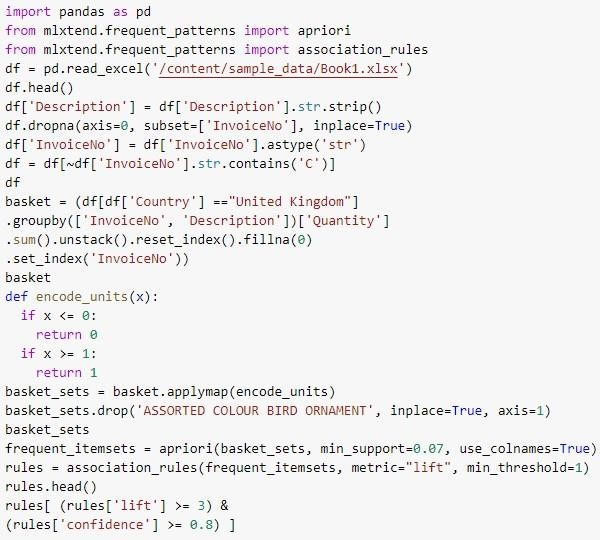 import pandas as pd
from mlxtend.frequent_patterns import apriori
from mlxtend.frequent_patterns import association_rules
df = pd.read_excel('/content/sample_data/Book1.xlsx')
df.head()
df['Description'] = df['Description'].str.strip()
df.dropna(axis=0, subset=['InvoiceNo'], inplace=True)
df['InvoiceNo'] = df['InvoiceNo'].astype('str')
df = df[~df['InvoiceNo'].str.contains('C')]
df
basket = (df[df['Country'] =="United Kingdom"]
.groupby(['InvoiceNo', 'Description'])['Quantity']
.sum().unstack().reset_index().fillna(0)
.set_index('InvoiceNo'))
basket
def encode_units(x):
  if x <= 0:
    return 0
  if x >= 1:
    return 1
basket_sets = basket.applymap(encode_units)
basket_sets.drop('ASSORTED COLOUR BIRD ORNAMENT', inplace=True, axis=1)
basket_sets
frequent_itemsets = apriori(basket_sets, min_support=0.07, use_colnames=True)
rules = association_rules(frequent_itemsets, metric="lift", min_threshold=1)
rules.head()
rules[ (rules['lift'] >= 3) &
(rules['confidence'] >= 0.8) ]